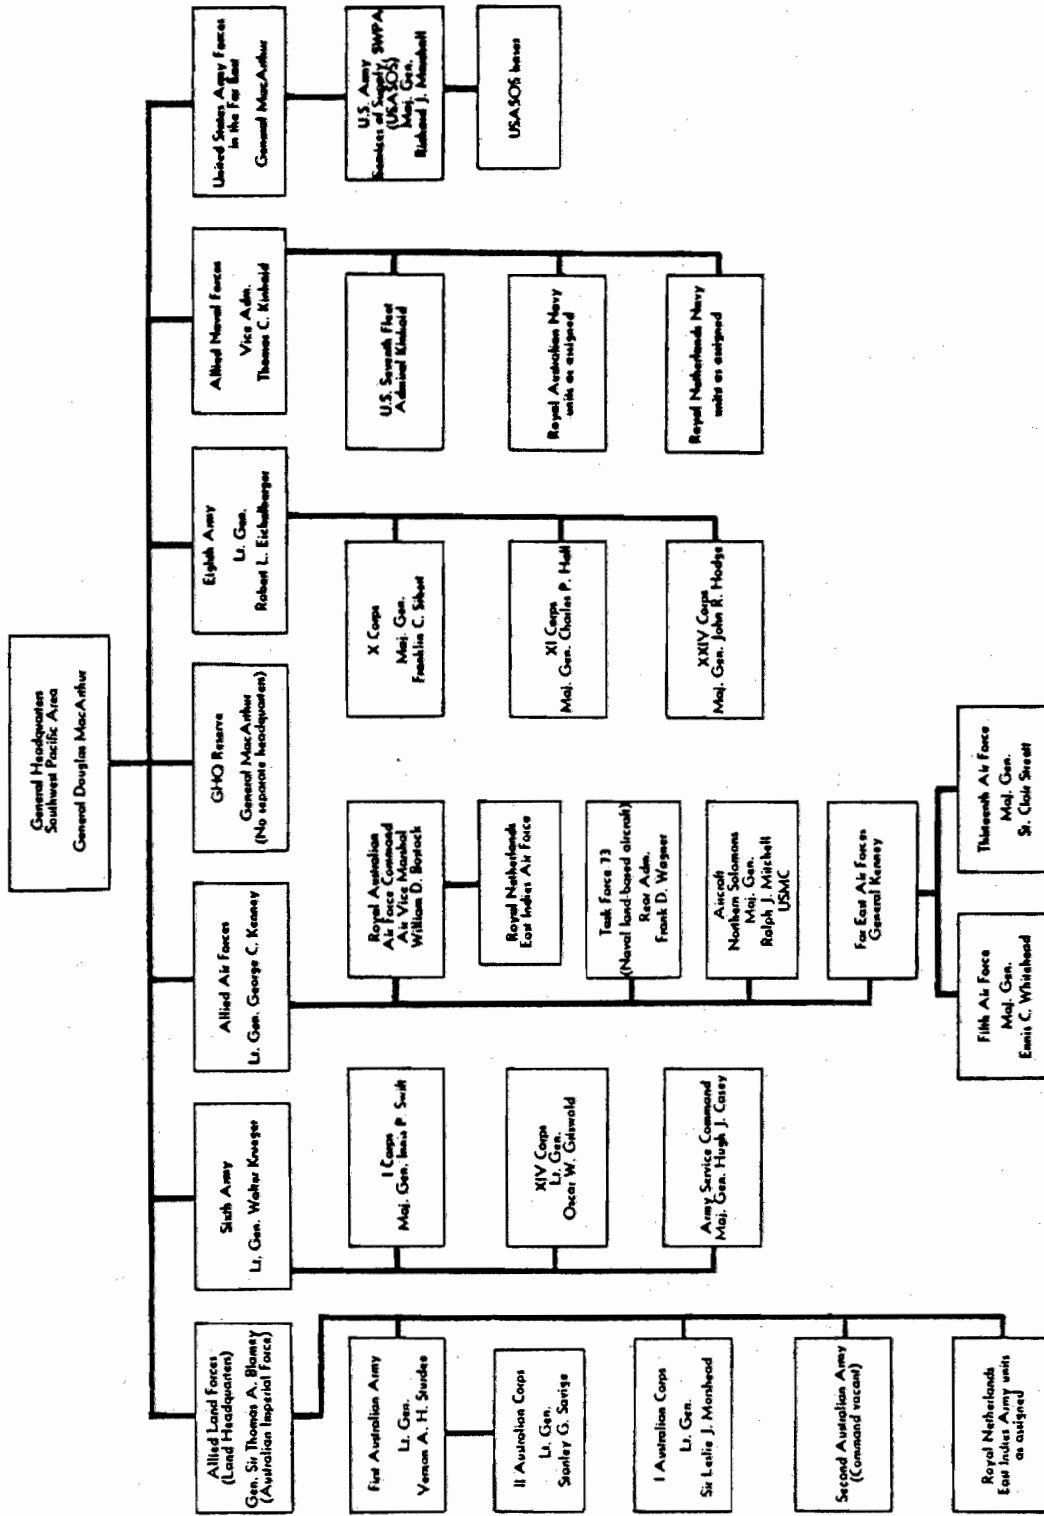 General Headquarters
Southwest Pacific Area
General Douglas MacArthur
Allied Land Forces
(Land Headquarters)
Gen. Sir Thomas A. Blamey
(Australian Imperial Force)
First Australian Army
Lt. Gen.
Vernon A. H. Sturdee
II Australian Corps
Lt. Gen.
Stanley G. Savige
I Australian Corps
Lt. Gen.
Sir Leslie J. Morshead
Second Australian Army
(Command vacant)
Royal Netherlands
East Indies Army units
as assigned
Sixth Army
Lt. Gen. Walter Krueger
I Corps
Maj. Gen. Innis P. Swift
XIV Corps
Lt. Gen.
Oscar W. Griswold
Army Service Command
Maj. Gen. Hugh J. Casey
Allied Air Forces
Lt. Gen. George C. Kenney
Royal Australian
Air Force Command
Air Vice Marshal
William D. Bostock
Royal Netherlands
East Indies Air Force
Task Force 73
(Naval land-based aircraft)
Rear Adm.
Frank D. Wagner
Aircraft
Northern Solomons
Maj. Gen.
Ralph J. Mitchell
USMC
Far East Air Forces
General Kenney
Fifth Air Force
Maj. Gen.
Ennis C. Whitehead
Thirteenth Air Force
Maj. Gen.
St. Clair Streett
GHQ Reserve
General MacArthur
(No separate headquarters)
Eighth Army
Lt. Gen.
Robert L. Eichelberger
X Corps
Maj. Gen.
Franklin C. Sibert
XI Corps
Maj. Gen. Charles P. Hall
XXIV Corps
Maj. Gen. John R. Hodge
Allied Naval Forces
Vice Adm.
Thomas C. Kinkaid
U.S. Seventh Fleet
Admiral Kinkaid
Royal Australian Navy
units as assigned
Royal Netherlands Navy
units as assigned
United States Army Forces
in the Far East
General MacArthur
U.S. Army
Services of Supply, SWPA
(USASOS)
Maj. Gen.
Richard J. Marshall
USASOS bases